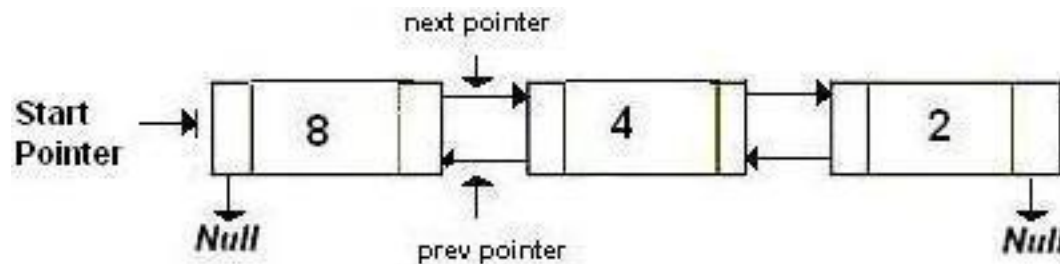 next pointer
Start
Pointer
8
4
2
Null
prev pointer
Null